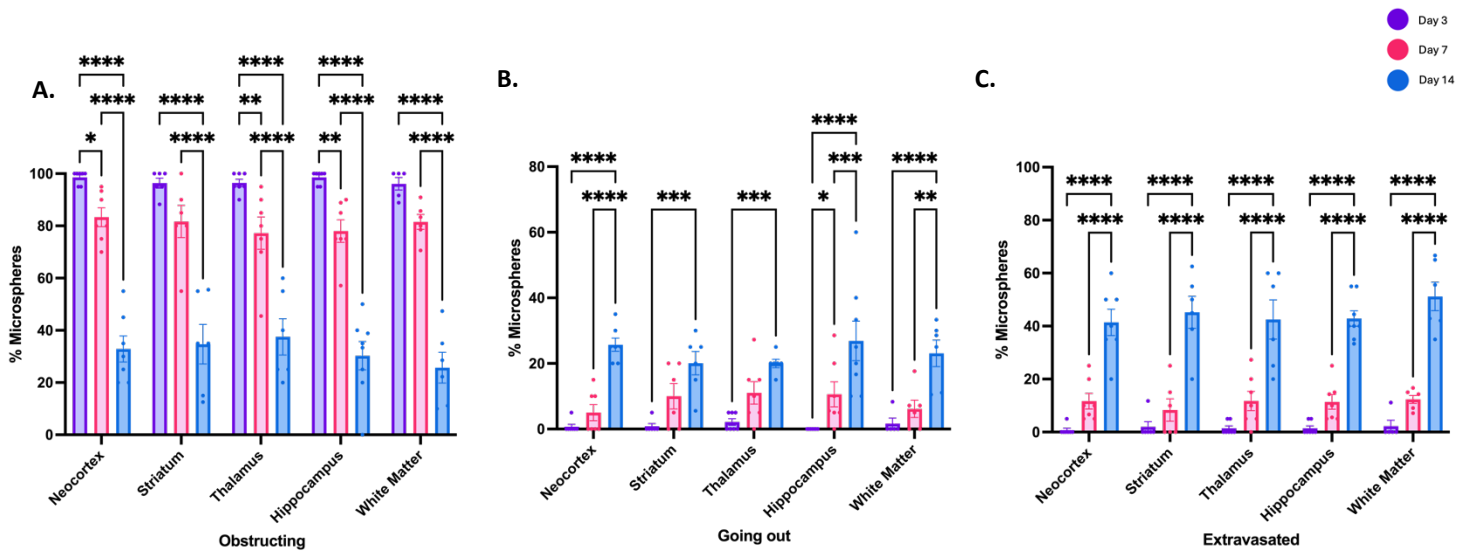 Day 3
Day 7
Day 14
A.
**** **** * **** **** **** ** **** **** ** **** **** ****
% Microspheres
100
80
60
40
20
0
Neocortex
Striatum
Thalamus
Hippocampus
White Matter
Obstructing
B.
**** **** *** *** **** *** * **** **
% Microspheres
80
60
40
20
0
Neocortex
Striatum
Thalamus
Hippocampus
White Matter
Going out
C.
**** **** **** **** **** **** **** **** **** ****
% Microspheres
100
80
60
40
20
0
Neocortex
Striatum
Thalamus
Hippocampus
White Matter
Extravasated